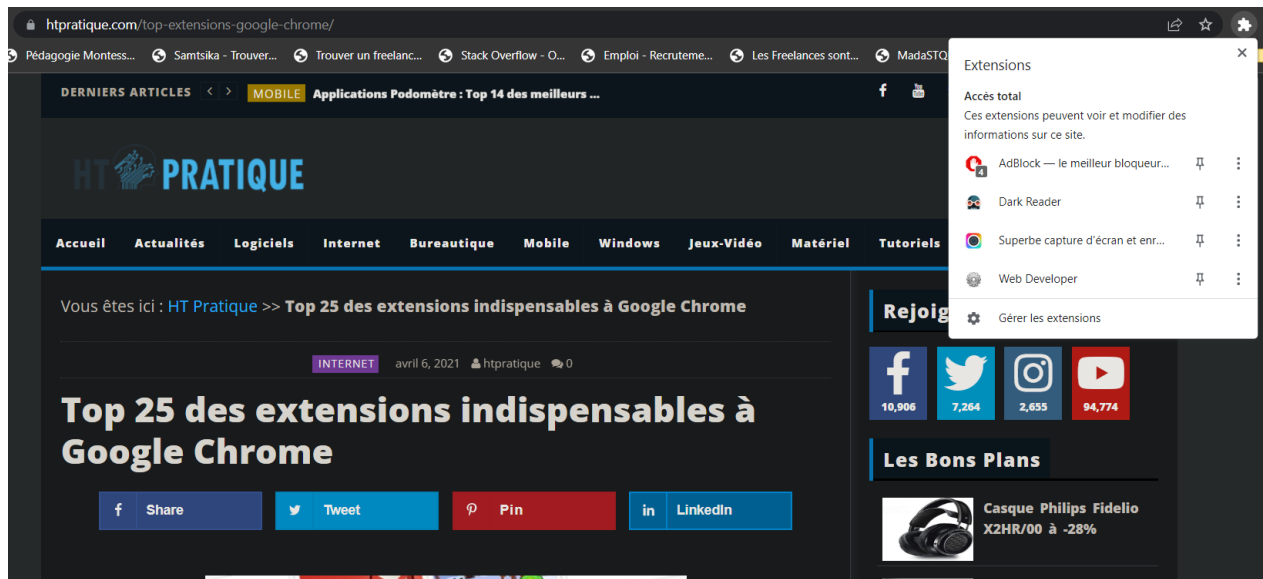 htpratique.com/top-extensions-google-chrome/
Pédagogie Montess...
Samtsika - Trouver...
Trouver un freelanc...
Stack Overflow - O...
Emploi - Recruteme...
Les Freelances sont...
MadaSTQ
DERNIERS ARTICLES
MOBILE
Applications Podomètre : Top 14 des meilleurs ...
HT PRATIQUE
Accueil
Actualités
Logiciels
Internet
Bureautique
Mobile
Windows
Jeux-Vidéo
Matériel
Tutoriels
Vous êtes ici : HT Pratique >> Top 25 des extensions indispensables à Google Chrome
INTERNET
avril 6, 2021
htpratique
0
Top 25 des extensions indispensables à
Google Chrome
Share
Tweet
Pin
LinkedIn
Extensions
Accès total
Ces extensions peuvent voir et modifier des
informations sur ce site.
4
AdBlock — le meilleur bloqueur...
Dark Reader
Superbe capture d'écran et enr...
Web Developer
Gérer les extensions
Rejoig
10,906
7,264
2,655
94,774
Les Bons Plans
Casque Philips Fidelio
X2HR/00 à -28%